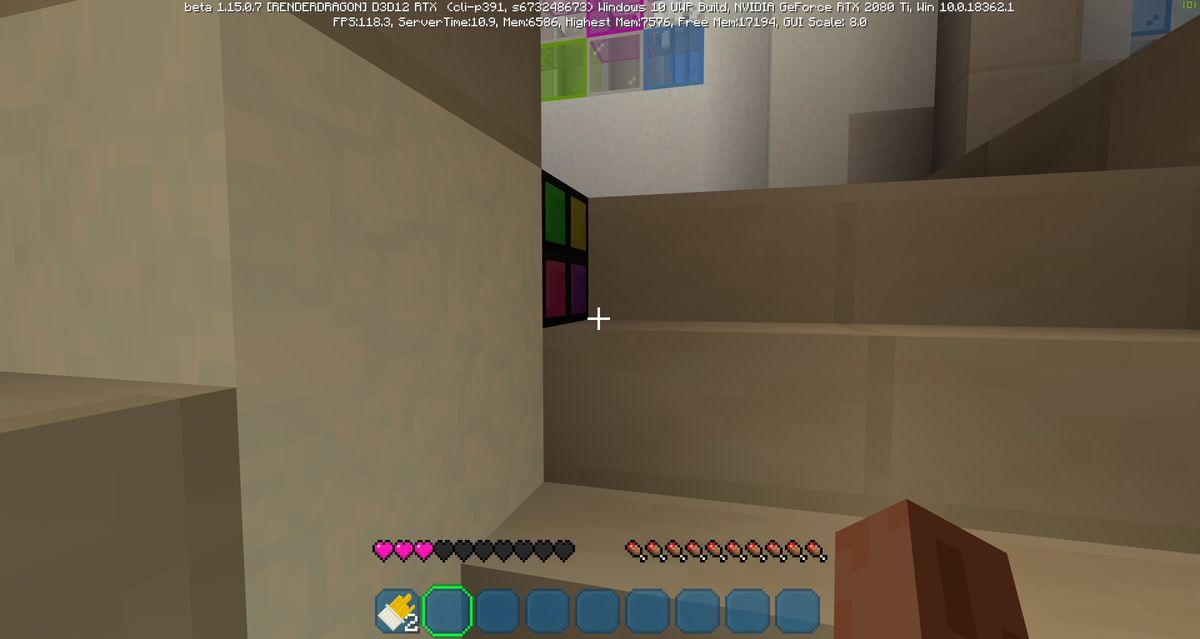 beta 1.15.0.7 [RENDERDRAGON] D3D12 RTX (cli-p391, s673248673) Windows 10 UWP Build, NVIDIA GeForce RTX 2080 Ti, Win 10.0.18362.1
FPS:118.3, ServerTime:10.9, Mem:6586, Highest Mem:7576, Free Mem:17194, GUI Scale: 8.0
2